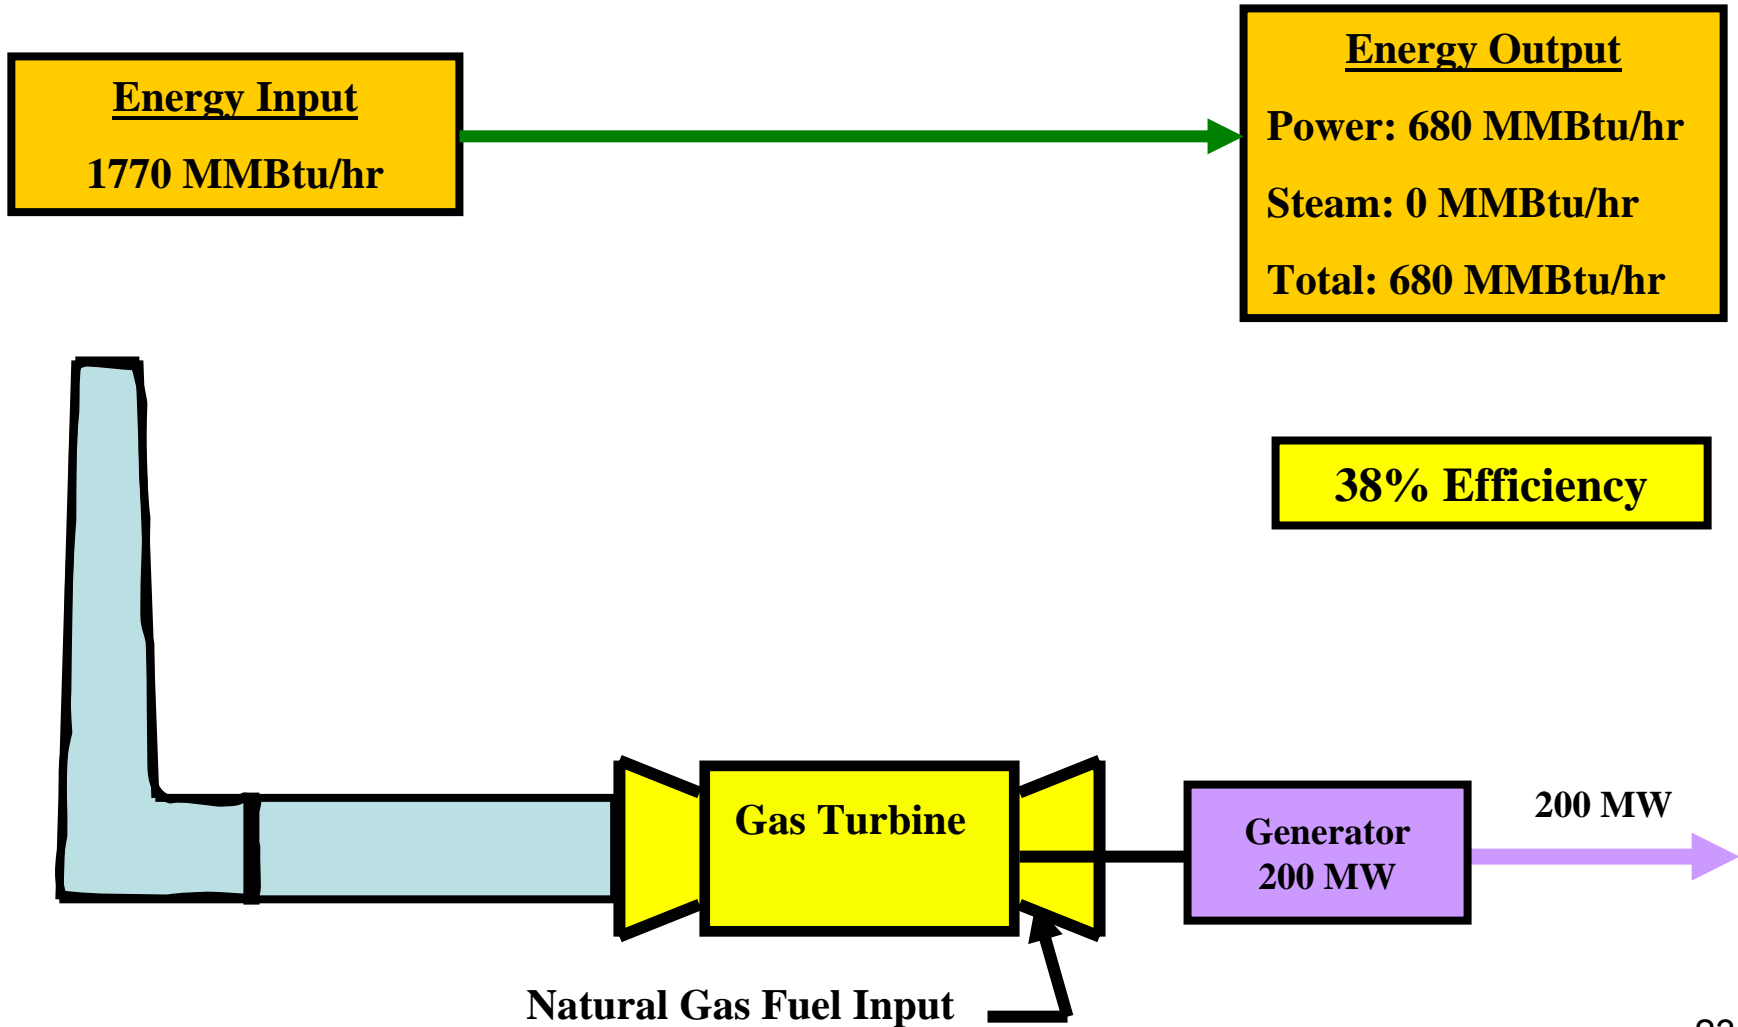 Energy Input
1770 MMBtu/hr
Energy Output
Power: 680 MMBtu/hr
Steam: 0 MMBtu/hr
Total: 680 MMBtu/hr
38% Efficiency
Gas Turbine
Generator
200 MW
200 MW
Natural Gas Fuel Input